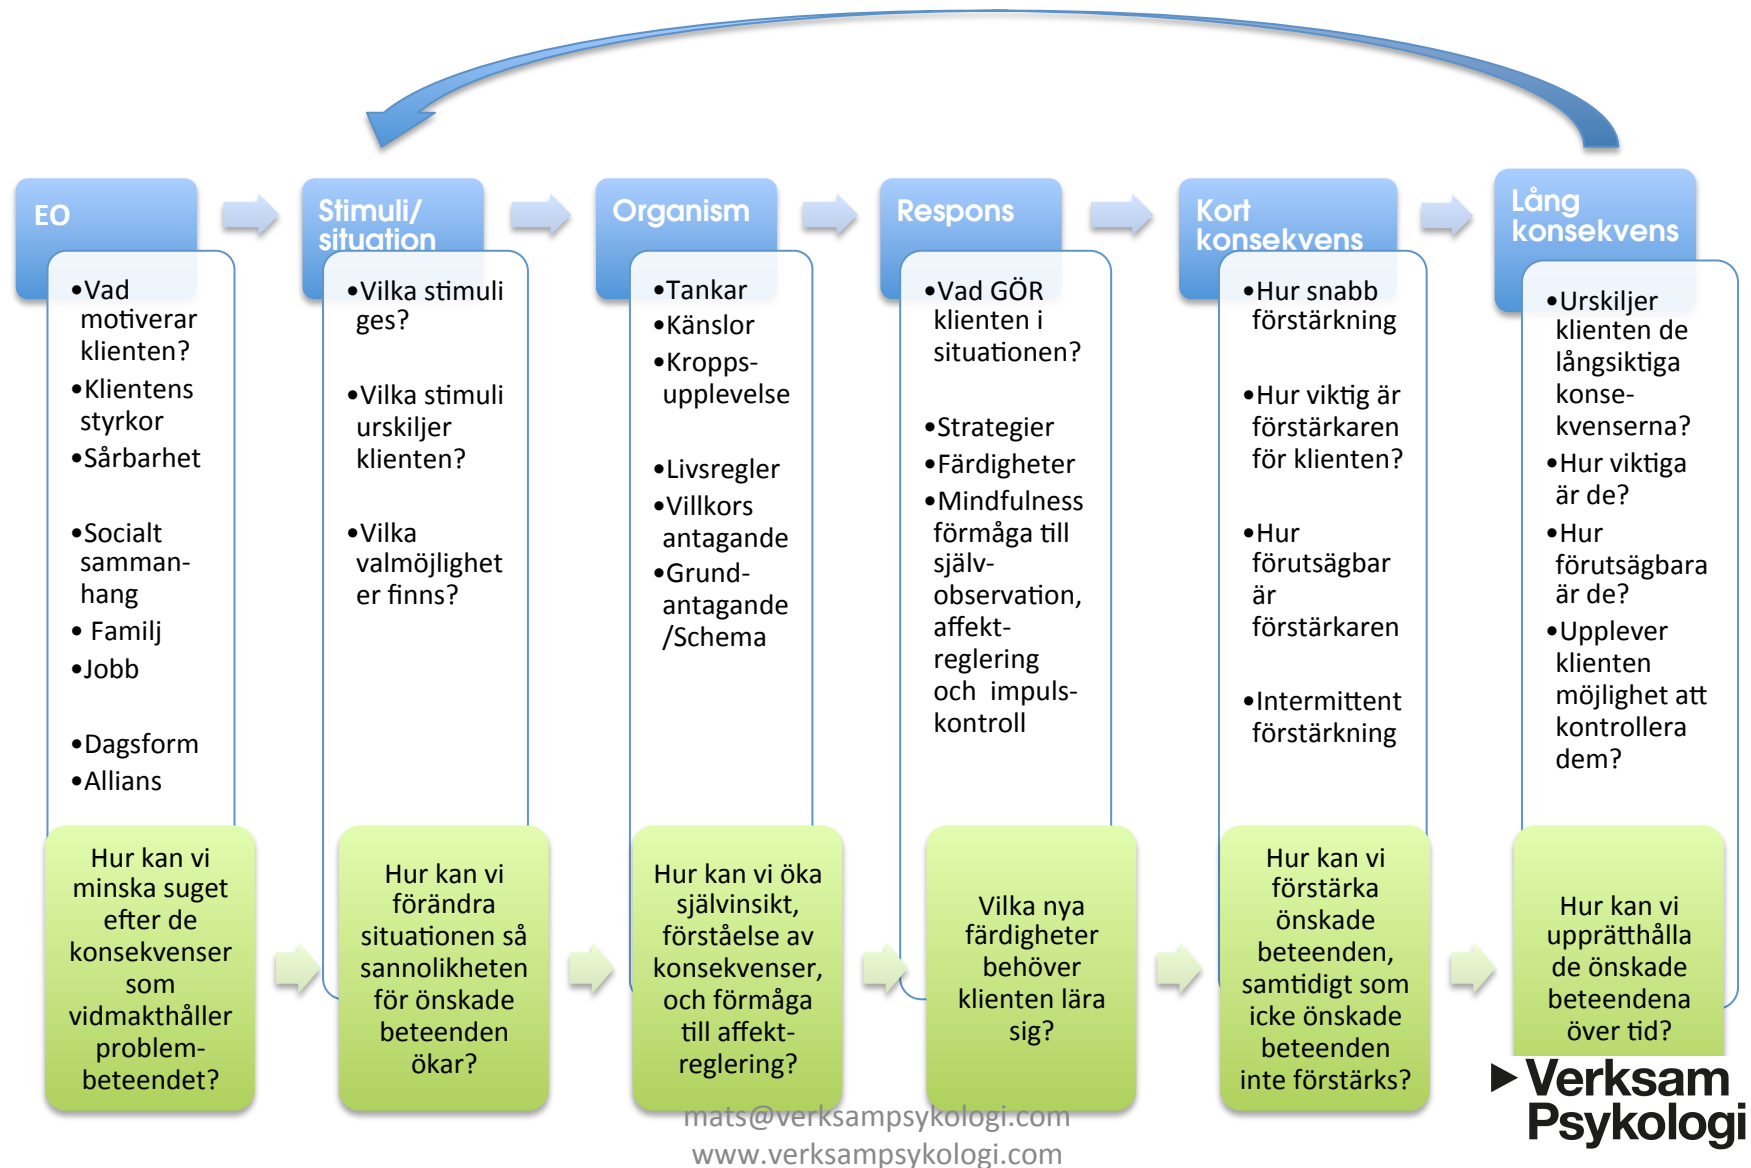 EO
•Vad
motiverar
klienten?
•Klientens
styrkor
•Sårbarhet
•Socialt
samman-
hang
• Familj
•Jobb
•Dagsform
•Allians
Hur kan vi
minska suget
efter de
konsekvenser
som
vidmakthåller
problem-
beteendet?
Stimuli/
situation
•Vilka stimuli
ges?
•Vilka stimuli
urskiljer
klienten?
•Vilka
valmöjlighet
er finns?
Hur kan vi
förändra
situationen så
sannolikheten
för önskade
beteenden
ökar?
Organism
•Tankar
•Känslor
•Kropps-
upplevelse
•Livsregler
•Villkors
antagande
•Grund-
antagande
/Schema
Hur kan vi öka
självinsikt,
förståelse av
konsekvenser,
och förmåga
till affekt-
reglering?
Respons
•Vad GÖR
klienten i
situationen?
•Strategier
•Färdigheter
•Mindfulness
förmåga till
själv-
observation,
affekt-
reglering
och impuls-
kontroll
Vilka nya
färdigheter
behöver
klienten lära
sig?
Kort
konsekvens
•Hur snabb
förstärkning
•Hur viktig är
förstärkaren
för klienten?
•Hur
förutsägbar
är
förstärkaren
•Intermittent
förstärkning
Hur kan vi
förstärka
önskade
beteenden,
samtidigt som
icke önskade
beteenden
inte förstärks?
Lång
konsekvens
•Urskiljer
klienten de
långsiktiga
konse-
kvenserna?
•Hur viktiga
är de?
•Hur
förutsägbara
är de?
•Upplever
klienten
möjlighet att
kontrollera
dem?
Hur kan vi
upprätthålla
de önskade
beteendena
över tid?
Verksam
Psykologi
mats@verksampsykologi.com
www.verksampsykologi.com